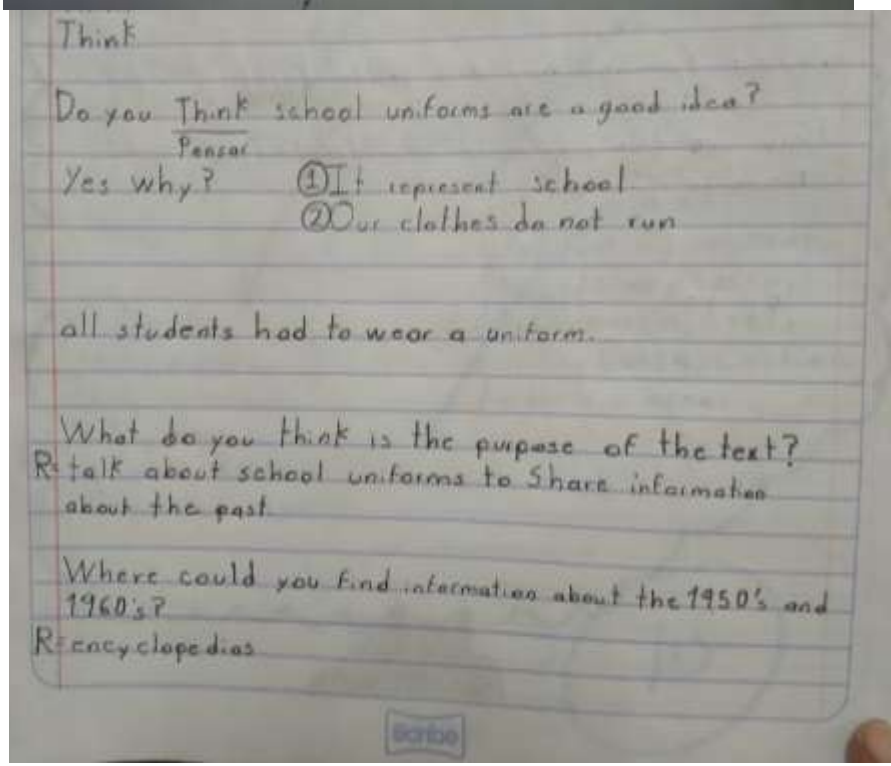 Think
Do you Think school uniforms are a good idea?
Pensar
Yes why? ①It represent school
②Our clothes do not run
all students had to wear a uniform.
What do you think is the purpose of the text?
R= talk about school uniforms to Share information
about the past
Where could you find information about the 1950's and
1960's?
R= encyclopedias
scribe